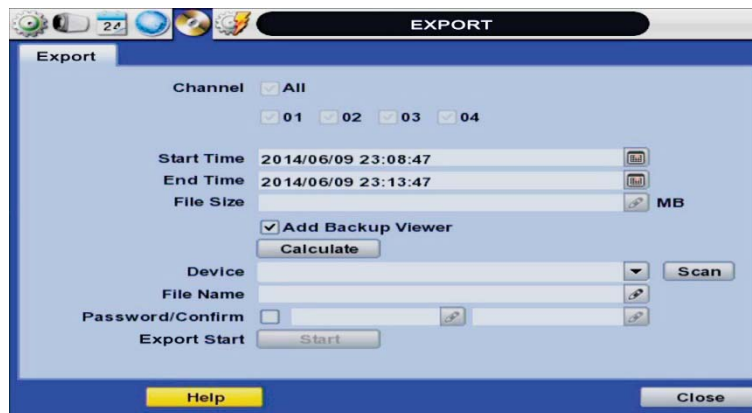 24
EXPORT
Export
Channel All
01 02 03 04
Start Time 2014/06/09 23:08:47
End Time 2014/06/09 23:13:47
File Size MB
Add Backup Viewer
Calculate
Device Scan
File Name
Password/Confirm
Export Start Start
Help Close